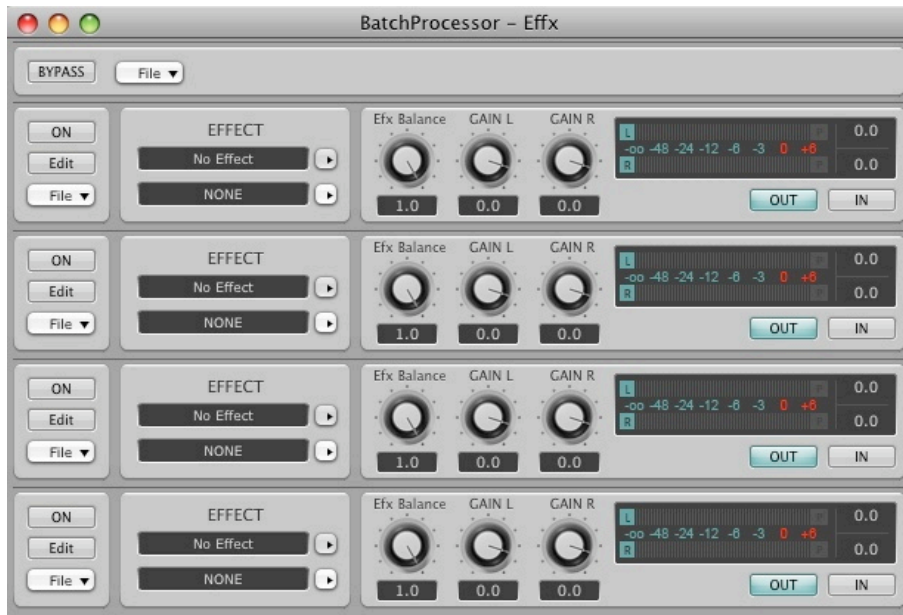 BatchProcessor – Effx
BYPASS File
Efx Balance GAIN L GAIN R
ON EFFECT L P 0.0
-oo -48 -24 -12 -6 -3 0 +6
Edit No Effect R P 0.0
File NONE 1.0 0.0 0.0 OUT IN
Efx Balance GAIN L GAIN R
ON EFFECT L P 0.0
-oo -48 -24 -12 -6 -3 0 +6
Edit No Effect R P 0.0
File NONE 1.0 0.0 0.0 OUT IN
Efx Balance GAIN L GAIN R
ON EFFECT L P 0.0
-oo -48 -24 -12 -6 -3 0 +6
Edit No Effect R P 0.0
File NONE 1.0 0.0 0.0 OUT IN
Efx Balance GAIN L GAIN R
ON EFFECT L P 0.0
-oo -48 -24 -12 -6 -3 0 +6
Edit No Effect R P 0.0
File NONE 1.0 0.0 0.0 OUT IN